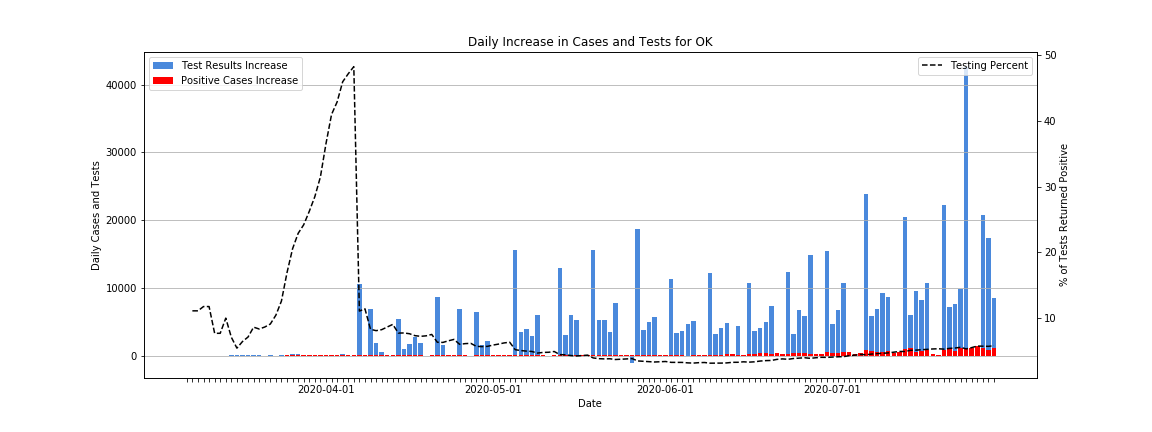 Daily Increase in Cases and Tests for OK
Test Results Increase
Positive Cases Increase
Testing Percent
40000
30000
20000
10000
0
Daily Cases and Tests
50
40
30
20
10
% of Tests Returned Positive
2020-04-01
2020-05-01
2020-06-01
2020-07-01
Date